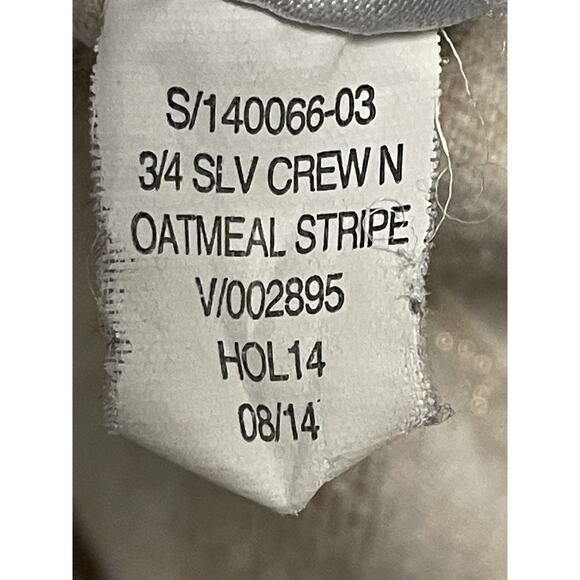 S/140066-03
3/4 SLV CREW N
OATMEAL STRIPE
V/002895
HOL14
08/14